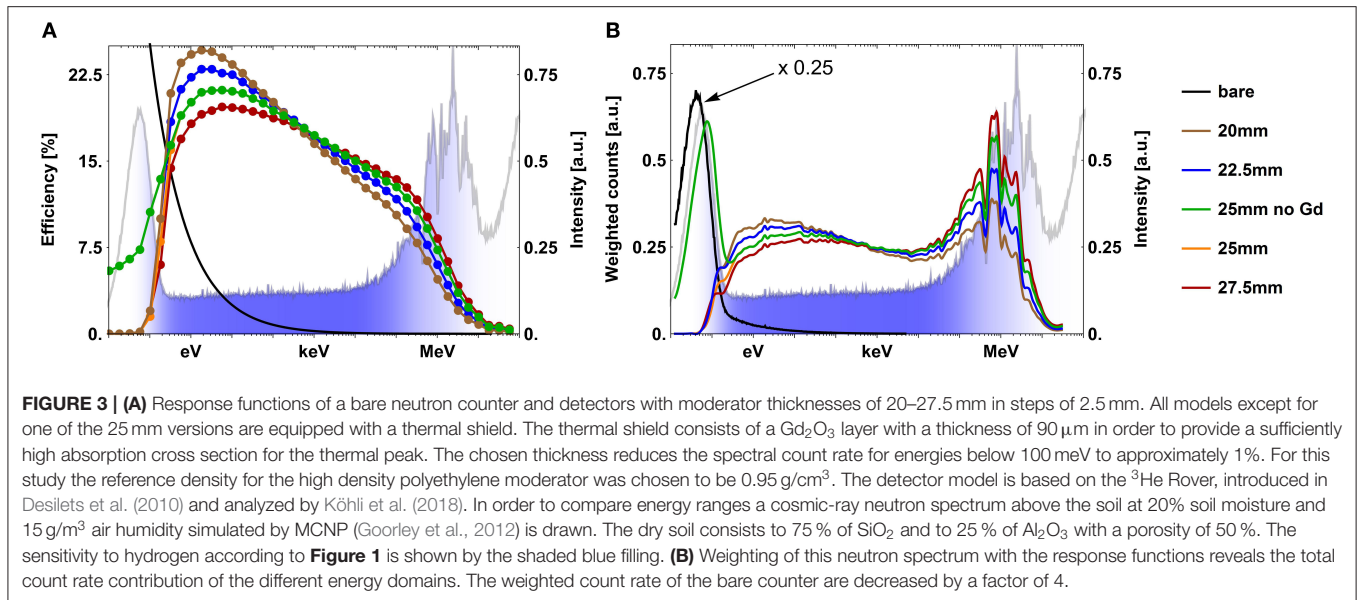 A
Efficiency [%]
22.5
15.
7.5
0.
eV
keV
MeV
0.75
0.5
0.25
0.
Intensity [a.u.]
B
x 0.25
Weighted counts [a.u.]
0.75
0.5
0.25
0.
eV
keV
MeV
0.75
0.5
0.25
0.
Intensity [a.u.]
bare
20mm
22.5mm
25mm no Gd
25mm
27.5mm
FIGURE 3 | (A) Response functions of a bare neutron counter and detectors with moderator thicknesses of 20–27.5 mm in steps of 2.5 mm. All models except for
one of the 25 mm versions are equipped with a thermal shield. The thermal shield consists of a Gd₂O₃ layer with a thickness of 90 μm in order to provide a sufficiently
high absorption cross section for the thermal peak. The chosen thickness reduces the spectral count rate for energies below 100 meV to approximately 1%. For this
study the reference density for the high density polyethylene moderator was chosen to be 0.95 g/cm³. The detector model is based on the ³He Rover, introduced in
Desilets et al. (2010) and analyzed by Köhli et al. (2018). In order to compare energy ranges a cosmic-ray neutron spectrum above the soil at 20% soil moisture and
15 g/m³ air humidity simulated by MCNP (Goorley et al., 2012) is drawn. The dry soil consists to 75 % of SiO₂ and to 25 % of Al₂O₃ with a porosity of 50 %. The
sensitivity to hydrogen according to Figure 1 is shown by the shaded blue filling. (B) Weighting of this neutron spectrum with the response functions reveals the total
count rate contribution of the different energy domains. The weighted count rate of the bare counter are decreased by a factor of 4.